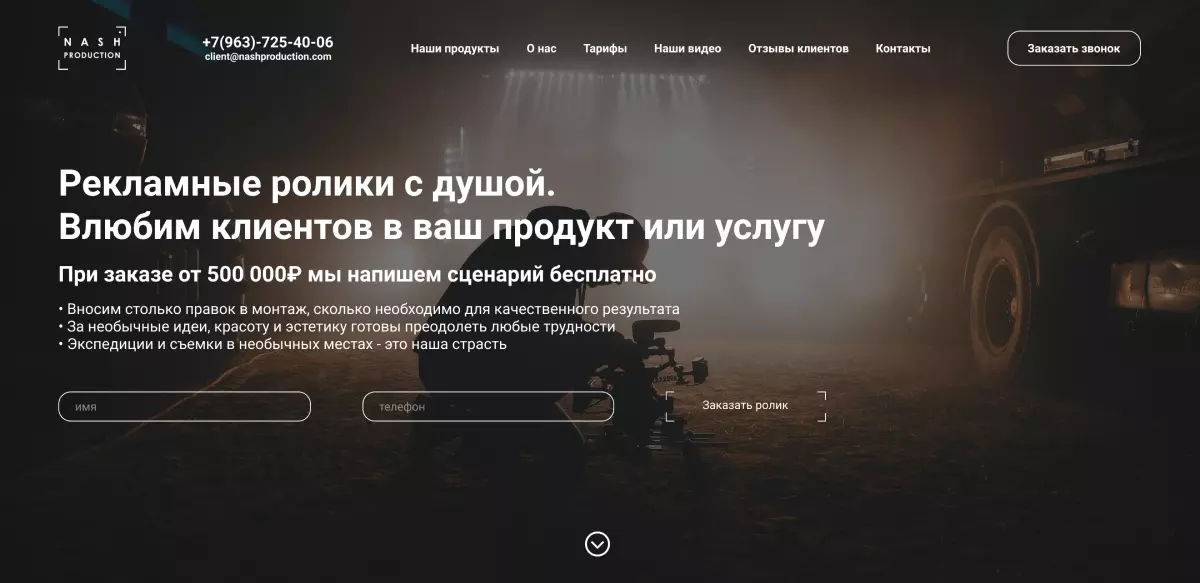 NASH
PRODUCTION
+7(963)-725-40-06
client@nashproduction.com
Наши продукты
О нас
Тарифы
Наши видео
Отзывы клиентов
Контакты
Заказать звонок
Рекламные ролики с душой.
Влюбим клиентов в ваш продукт или услугу
При заказе от 500 000₽ мы напишем сценарий бесплатно
• Вносим столько правок в монтаж, сколько необходимо для качественного результата
• За необычные идеи, красоту и эстетику готовы преодолеть любые трудности
• Экспедиции и съемки в необычных местах - это наша страсть
имя
телефон
Заказать ролик